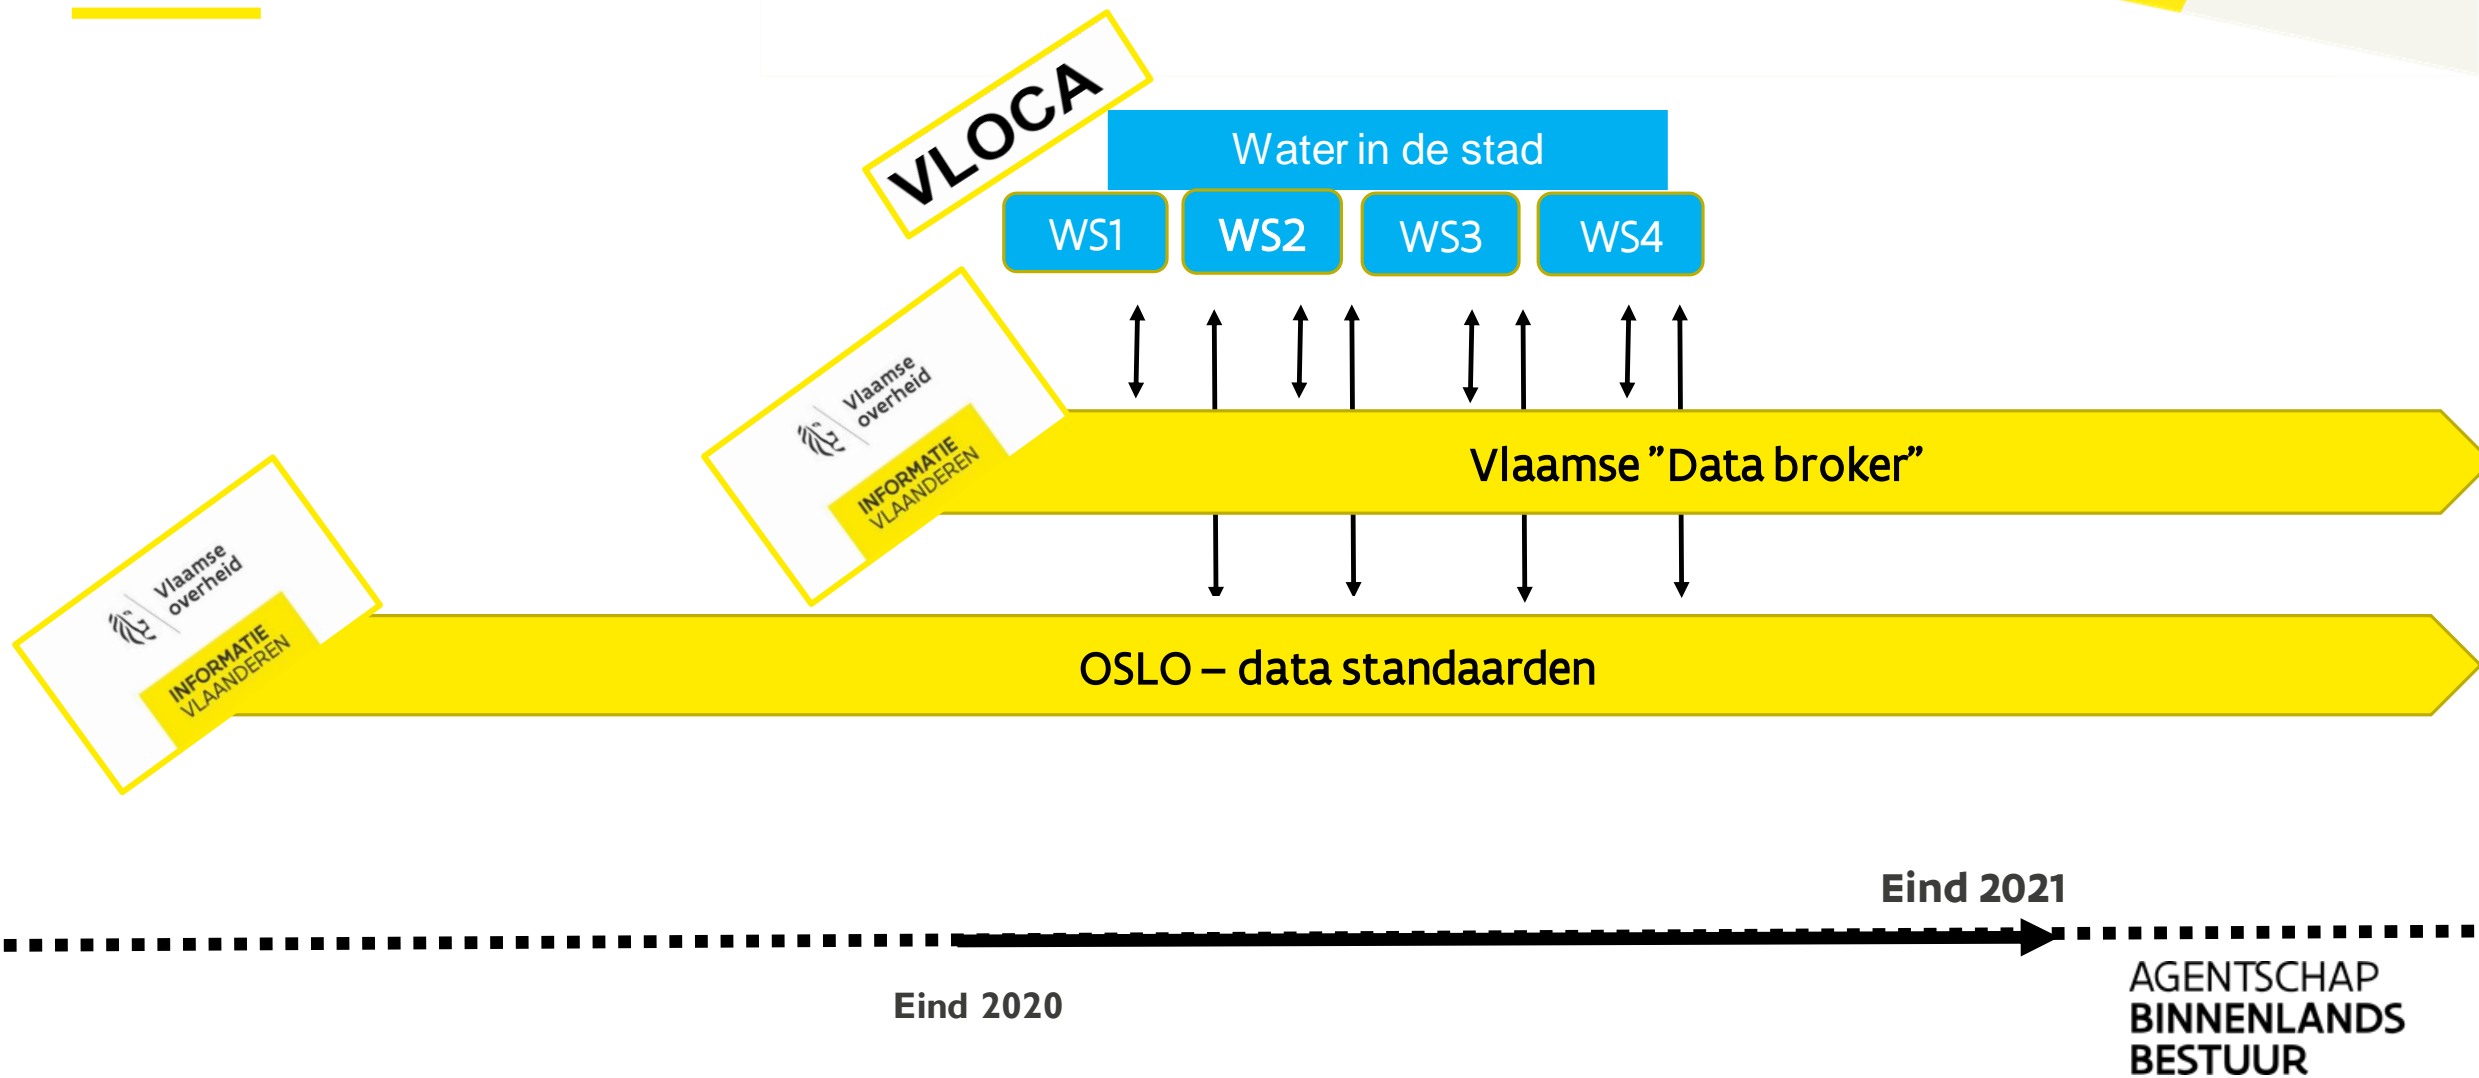 VLOCA
Water in de stad
WS1 WS2 WS3 WS4
Vlaamse
overheid
INFORMATIE
VLAANDEREN
Vlaamse ”Data broker”
Vlaamse
overheid
INFORMATIE
VLAANDEREN
OSLO – data standaarden
Eind 2021
Eind 2020
AGENTSCHAP
BINNENLANDS
BESTUUR